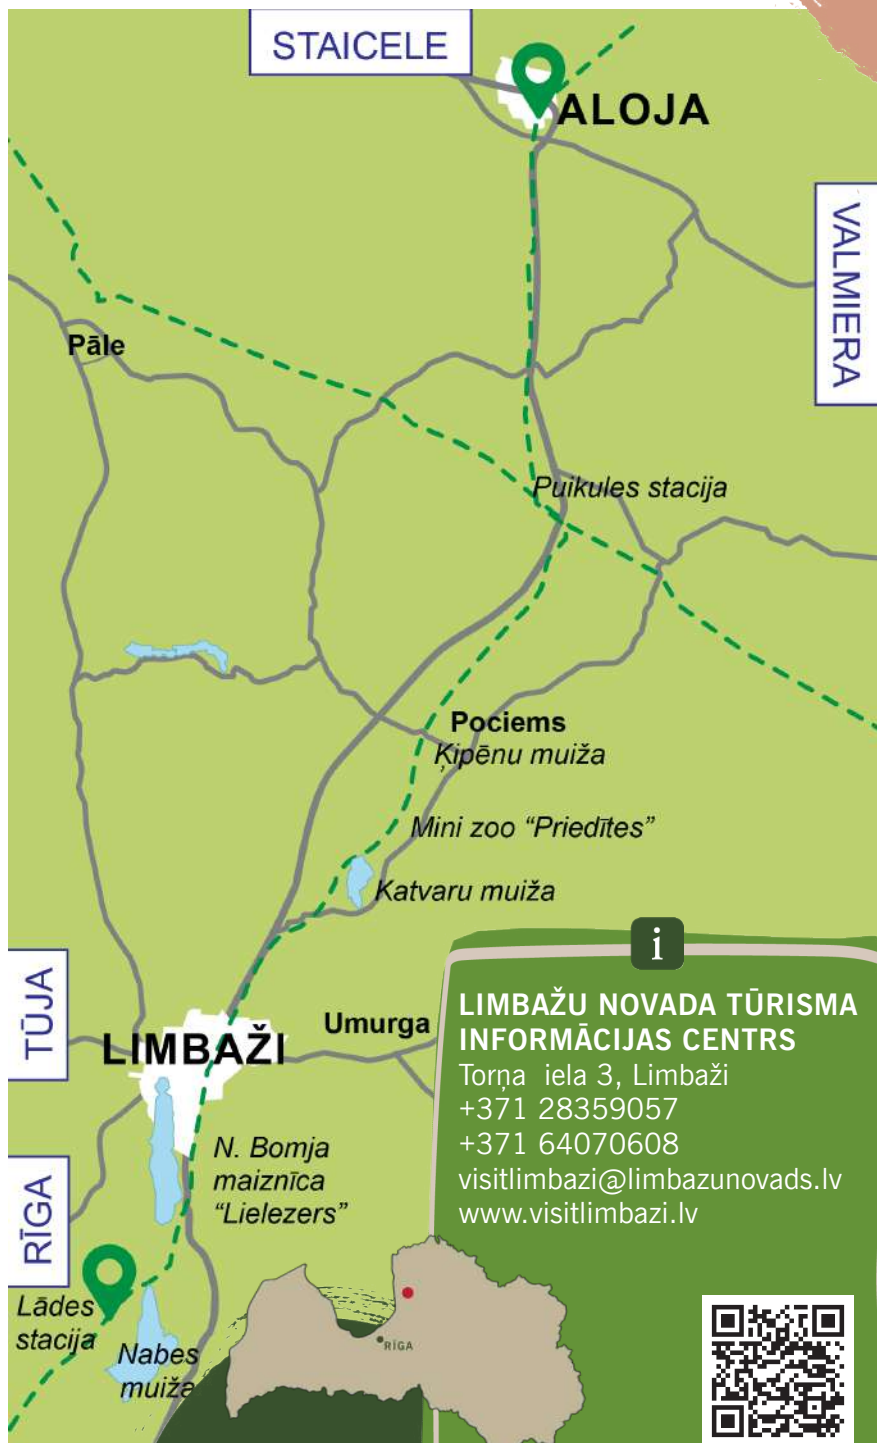 STAICELE
ALOJA
VALMIERA
Pāle
Puikules stacija
Pociems
Ķipēnu muiža
Mini zoo “Priedītes”
Katvaru muiža
TŪJA
LIMBAŽI
Umurga
N. Bomja
maiznīca
“Lielezers”
RĪGA
Lādes
stacija
Nabes
muiža
i
LIMBAŽU NOVADA TŪRISMA
INFORMĀCIJAS CENTRS
Torņa iela 3, Limbaži
+371 28359057
+371 64070608
visitlimbazi@limbazunovads.lv
www.visitlimbazi.lv
RĪGA